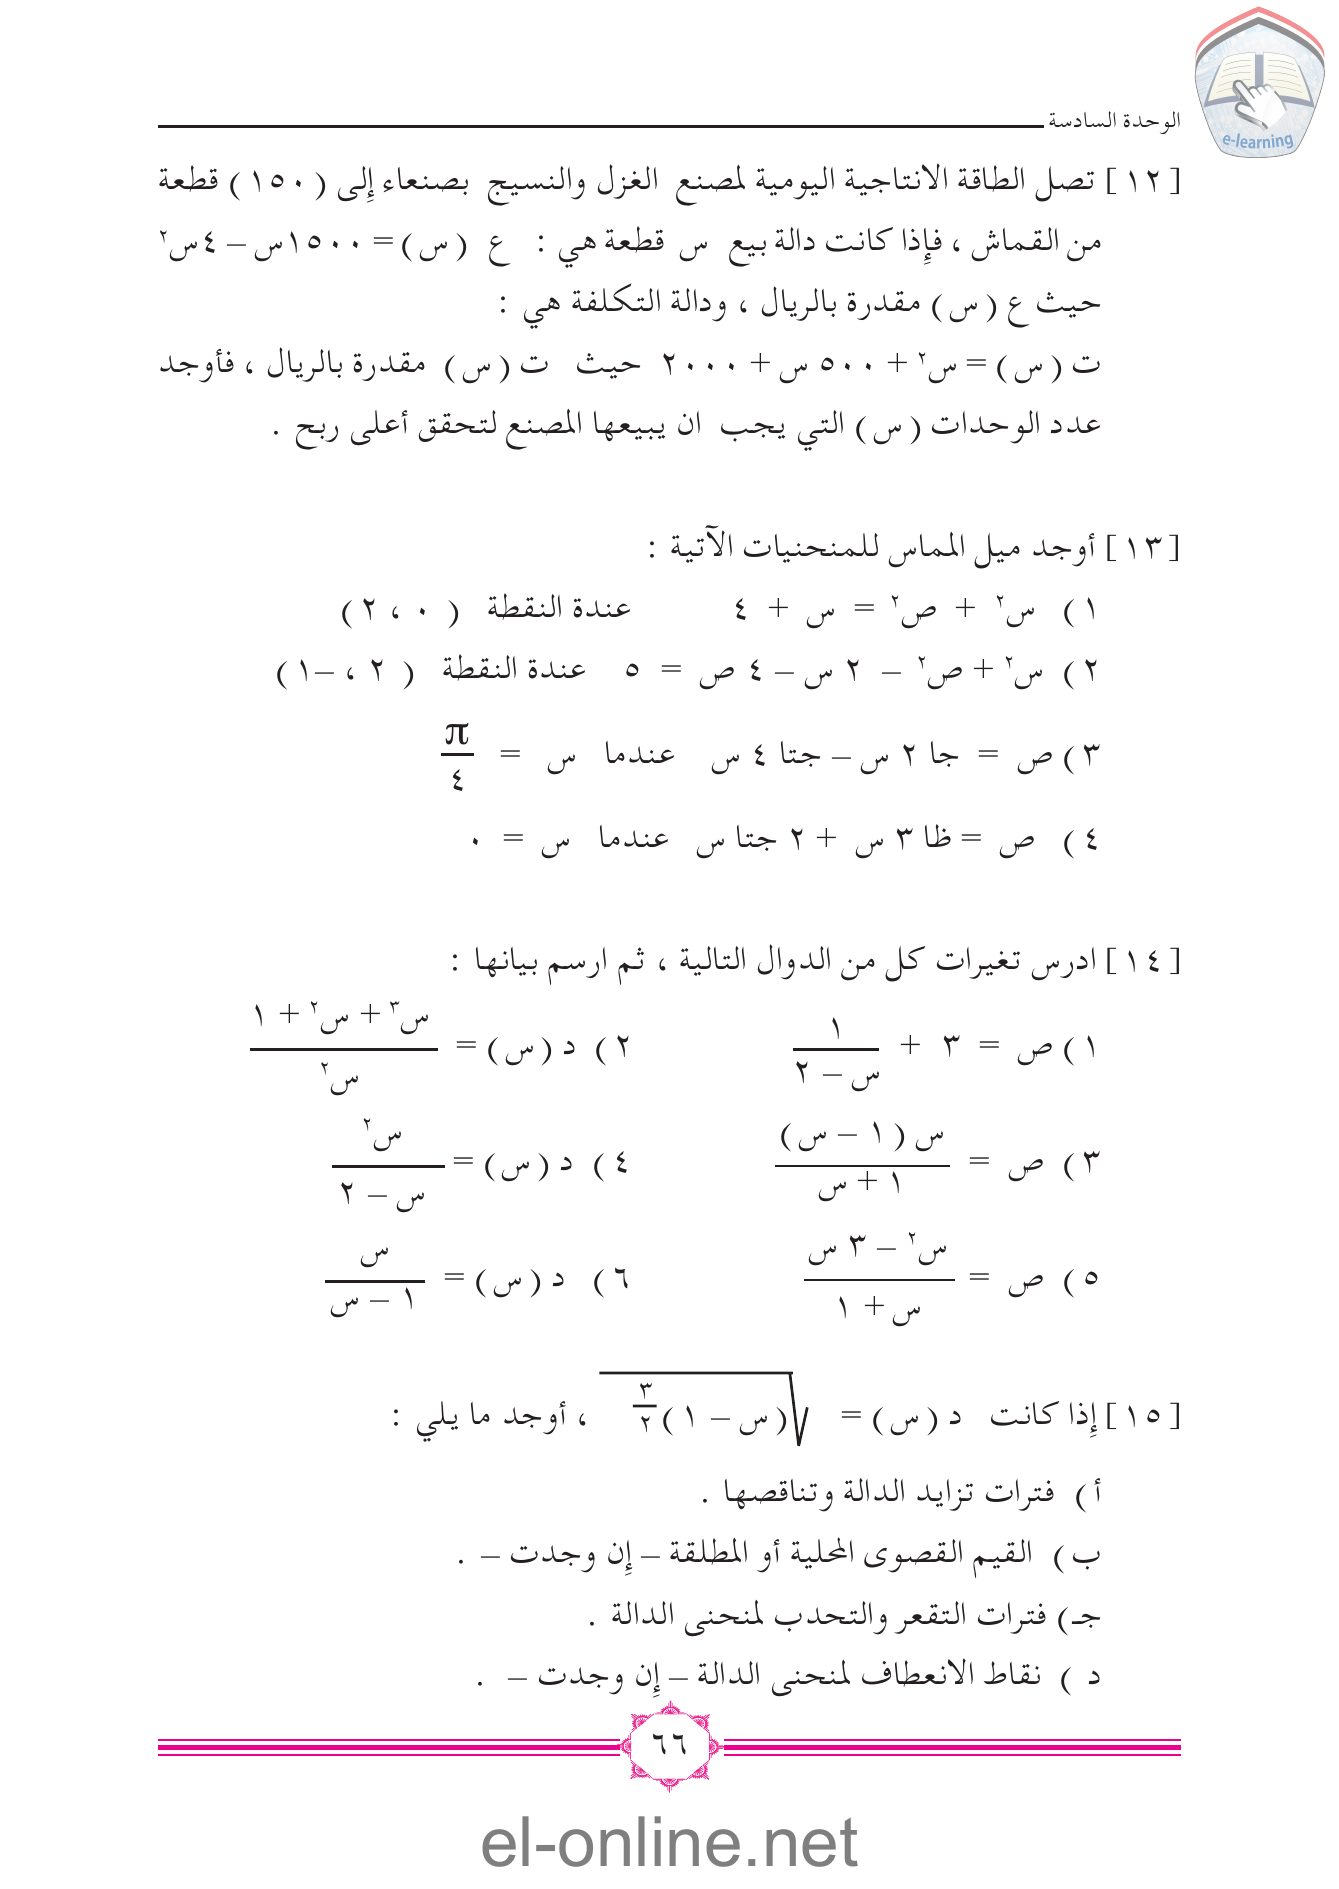 e-learning
الوحدة السادسة
[ ١٢ ] تصل الطاقة الانتاجية اليومية لمصنع الغزل والنسيج بصنعاء إِلى ( ١٥٠ ) قطعة
من القماش ، فإِذا كانت دالة بيع س قطعة هي : ع ( س ) = ١٥٠٠س – ٤س٢
حيث ع ( س ) مقدرة بالريال ، ودالة التكلفة هي :
ت ( س ) = س٢ + ٥٠٠ س + ٢٠٠٠ حيث ت ( س ) مقدرة بالريال ، فأوجد
عدد الوحدات ( س ) التي يجب ان يبيعها المصنع لتحقق أعلى ربح .
[ ١٣ ] أوجد ميل المماس للمنحنيات الآتية :
١ ) س٢ + ص٢ = س + ٤ عندة النقطة ( ٠ ، ٢ )
٢ ) س٢ + ص٢ – ٢ س – ٤ ص = ٥ عندة النقطة ( ٢ ، –١ )
٣ ) ص = جا ٢ س – جتا ٤ س عندما س = π/٤
٤ ) ص = ظا ٣ س + ٢ جتا س عندما س = ٠
[ ١٤ ] ادرس تغيرات كل من الدوال التالية ، ثم ارسم بيانها :
١ ) ص = ٣ + ١/(س – ٢) ٢ ) د ( س ) = (س٣ + س٢ + ١)/س٢
٣ ) ص = س ( ١ – س )/(١ + س) ٤ ) د ( س ) = س٢/(س – ٢)
٥ ) ص = (س٢ – ٣ س)/(س + ١) ٦ ) د ( س ) = س/(١ – س)
[ ١٥ ] إِذا كانت د ( س ) = √( س – ١ )٣/٢ ، أوجد ما يلي :
أ ) فترات تزايد الدالة وتناقصها .
ب ) القيم القصوى المحلية أو المطلقة – إِن وجدت – .
جـ ) فترات التقعر والتحدب لمنحنى الدالة .
د ) نقاط الانعطاف لمنحنى الدالة – إِن وجدت – .
٦٦
el-online.net